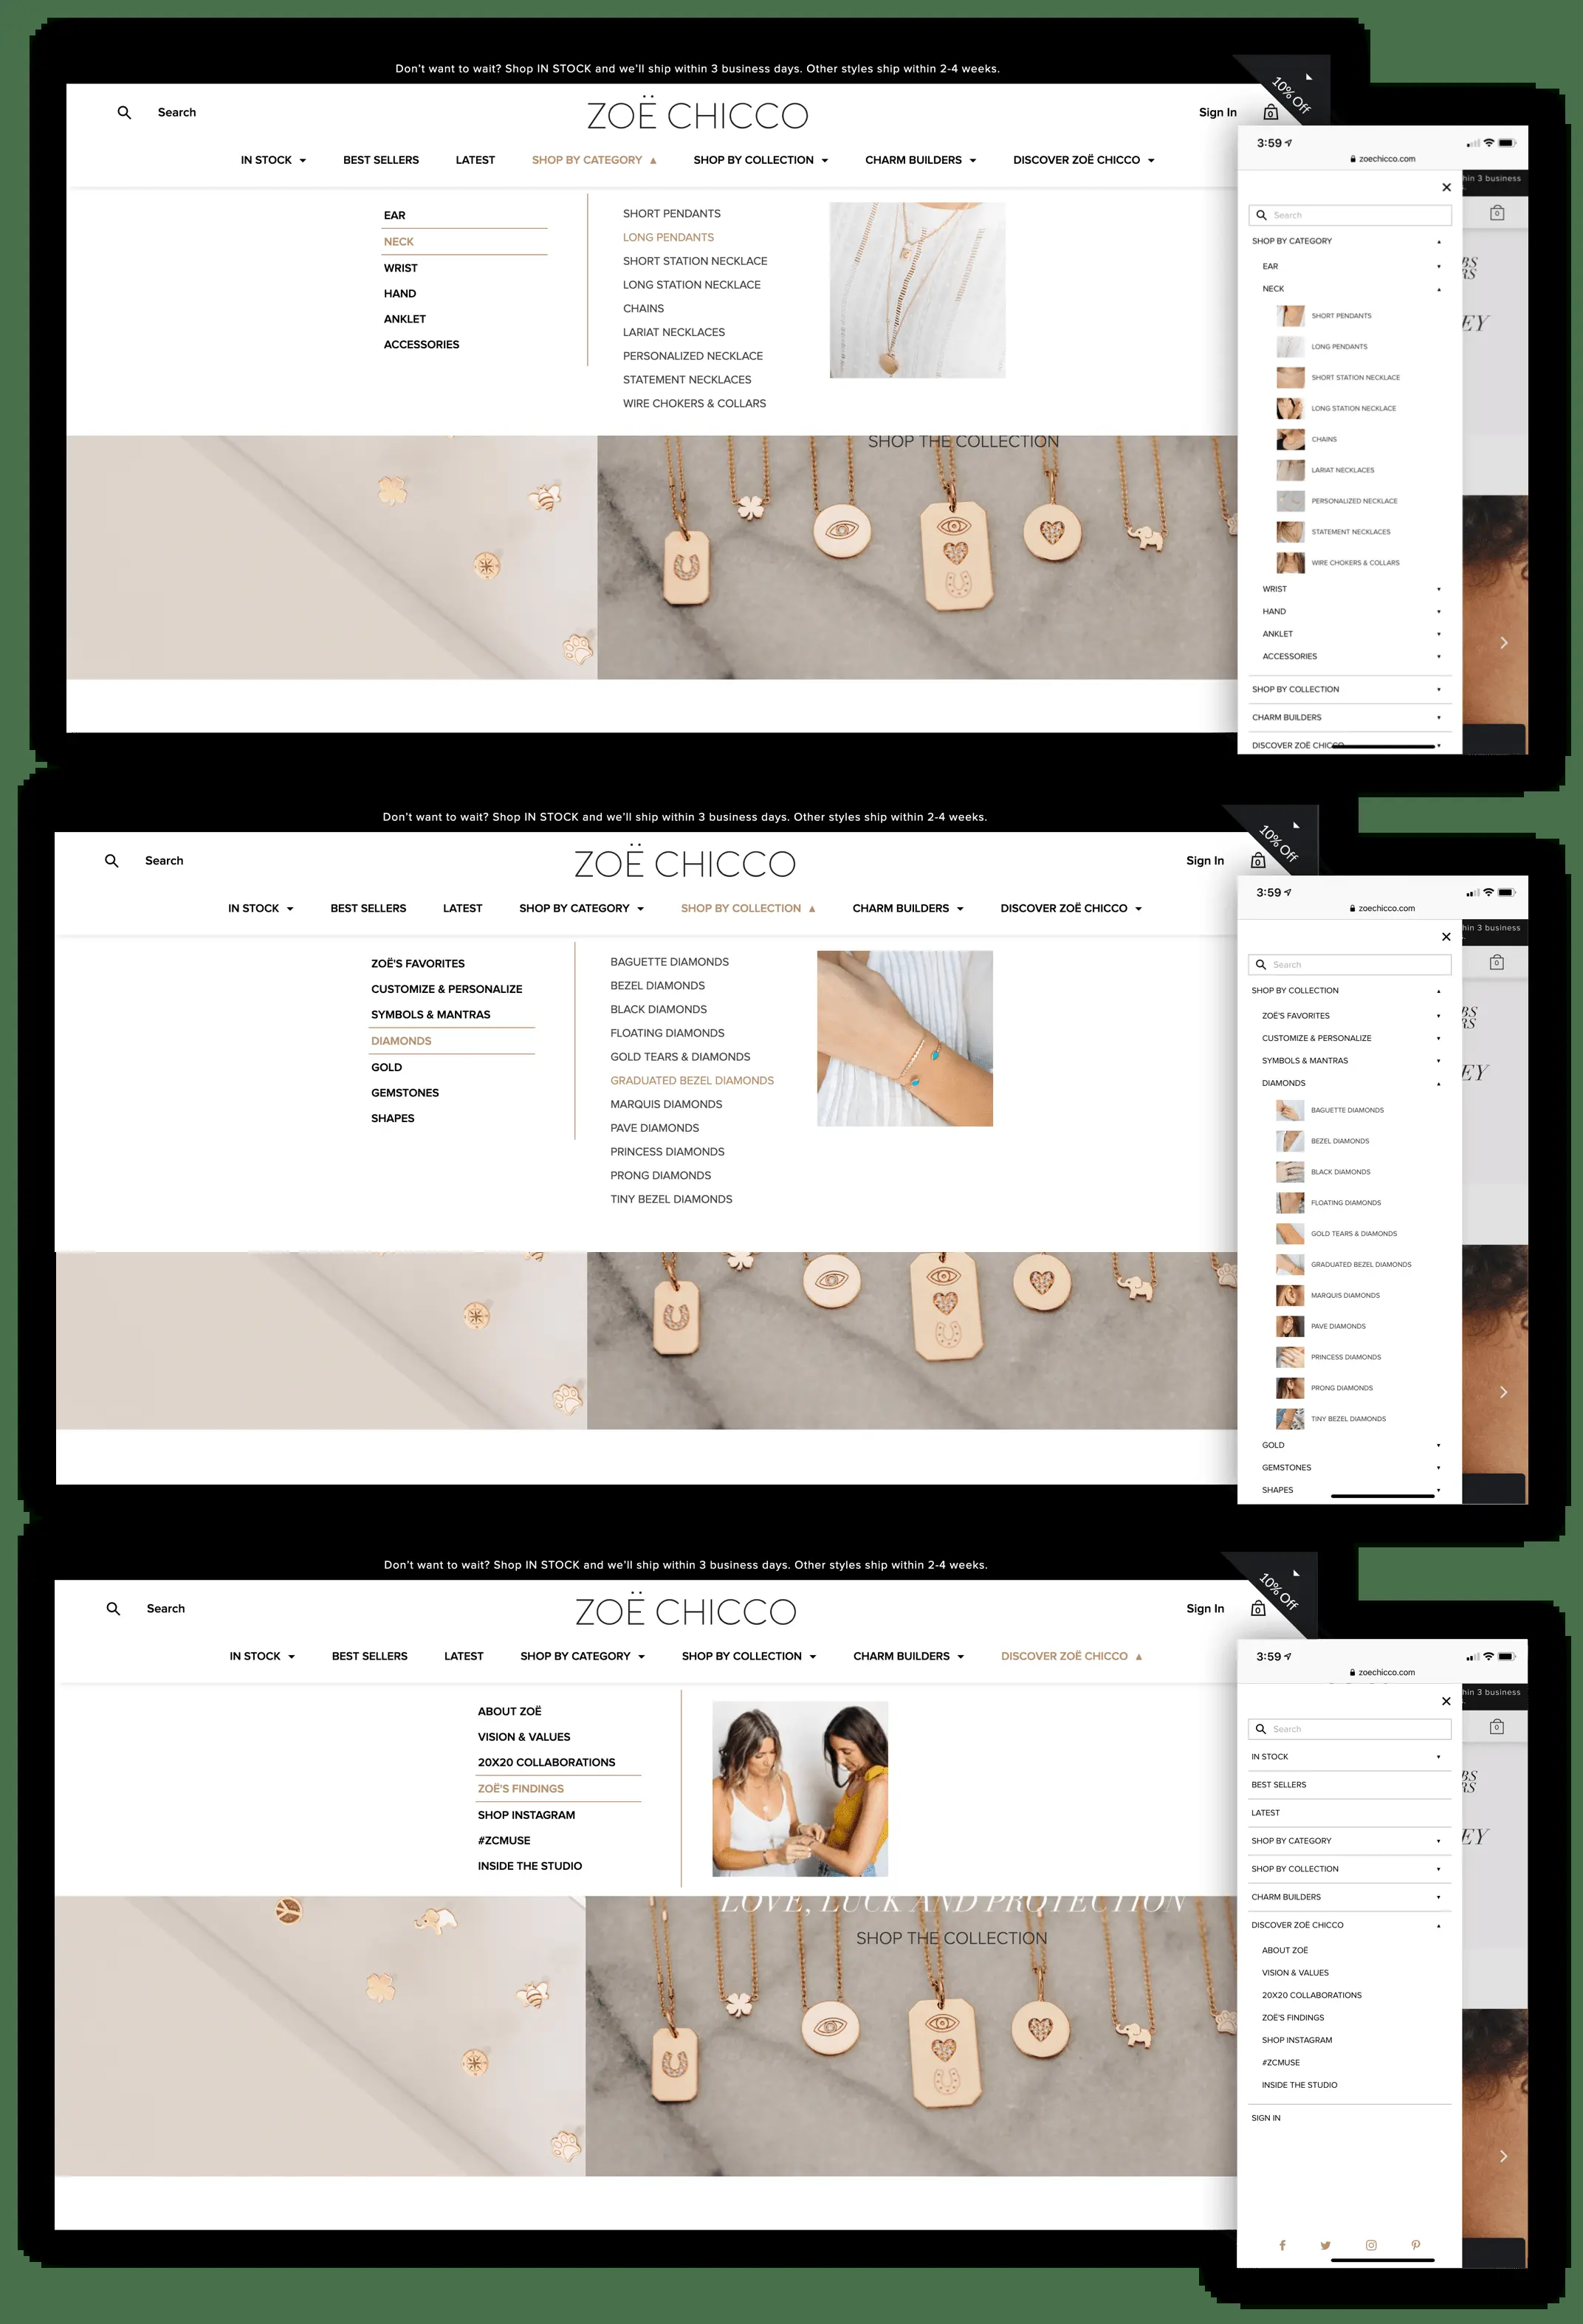 Don't want to wait? Shop IN STOCK and we'll ship within 3 business days. Other styles ship within 2-4 weeks.
10% Off
Search
ZOË CHICCO
Sign In
0
IN STOCK
BEST SELLERS
LATEST
SHOP BY CATEGORY
SHOP BY COLLECTION
CHARM BUILDERS
DISCOVER ZOË CHICCO
EAR
NECK
WRIST
HAND
ANKLET
ACCESSORIES
SHORT PENDANTS
LONG PENDANTS
SHORT STATION NECKLACE
LONG STATION NECKLACE
CHAINS
LARIAT NECKLACES
PERSONALIZED NECKLACE
STATEMENT NECKLACES
WIRE CHOKERS & COLLARS
SHOP THE COLLECTION
3:59
zoechicco.com
hin 3 business
0
Search
SHOP BY CATEGORY
EAR
NECK
SHORT PENDANTS
LONG PENDANTS
SHORT STATION NECKLACE
LONG STATION NECKLACE
CHAINS
LARIAT NECKLACES
PERSONALIZED NECKLACE
STATEMENT NECKLACES
WIRE CHOKERS & COLLARS
WRIST
HAND
ANKLET
ACCESSORIES
SHOP BY COLLECTION
CHARM BUILDERS
DISCOVER ZOË CHICCO
BS
RS
EY
Don't want to wait? Shop IN STOCK and we'll ship within 3 business days. Other styles ship within 2-4 weeks.
10% Off
Search
ZOË CHICCO
Sign In
0
IN STOCK
BEST SELLERS
LATEST
SHOP BY CATEGORY
SHOP BY COLLECTION
CHARM BUILDERS
DISCOVER ZOË CHICCO
ZOË'S FAVORITES
CUSTOMIZE & PERSONALIZE
SYMBOLS & MANTRAS
DIAMONDS
GOLD
GEMSTONES
SHAPES
BAGUETTE DIAMONDS
BEZEL DIAMONDS
BLACK DIAMONDS
FLOATING DIAMONDS
GOLD TEARS & DIAMONDS
GRADUATED BEZEL DIAMONDS
MARQUIS DIAMONDS
PAVE DIAMONDS
PRINCESS DIAMONDS
PRONG DIAMONDS
TINY BEZEL DIAMONDS
3:59
zoechicco.com
hin 3 business
0
Search
SHOP BY COLLECTION
ZOË'S FAVORITES
CUSTOMIZE & PERSONALIZE
SYMBOLS & MANTRAS
DIAMONDS
BAGUETTE DIAMONDS
BEZEL DIAMONDS
BLACK DIAMONDS
FLOATING DIAMONDS
GOLD TEARS & DIAMONDS
GRADUATED BEZEL DIAMONDS
MARQUIS DIAMONDS
PAVE DIAMONDS
PRINCESS DIAMONDS
PRONG DIAMONDS
TINY BEZEL DIAMONDS
GOLD
GEMSTONES
SHAPES
BS
RS
EY
Don't want to wait? Shop IN STOCK and we'll ship within 3 business days. Other styles ship within 2-4 weeks.
10% Off
Search
ZOË CHICCO
Sign In
0
IN STOCK
BEST SELLERS
LATEST
SHOP BY CATEGORY
SHOP BY COLLECTION
CHARM BUILDERS
DISCOVER ZOË CHICCO
ABOUT ZOË
VISION & VALUES
20X20 COLLABORATIONS
ZOË'S FINDINGS
SHOP INSTAGRAM
#ZCMUSE
INSIDE THE STUDIO
LOVE, LUCK AND PROTECTION
SHOP THE COLLECTION
3:59
zoechicco.com
hin 3 business
0
Search
IN STOCK
BEST SELLERS
LATEST
SHOP BY CATEGORY
SHOP BY COLLECTION
CHARM BUILDERS
DISCOVER ZOË CHICCO
ABOUT ZOË
VISION & VALUES
20X20 COLLABORATIONS
ZOË'S FINDINGS
SHOP INSTAGRAM
#ZCMUSE
INSIDE THE STUDIO
SIGN IN
BS
RS
EY